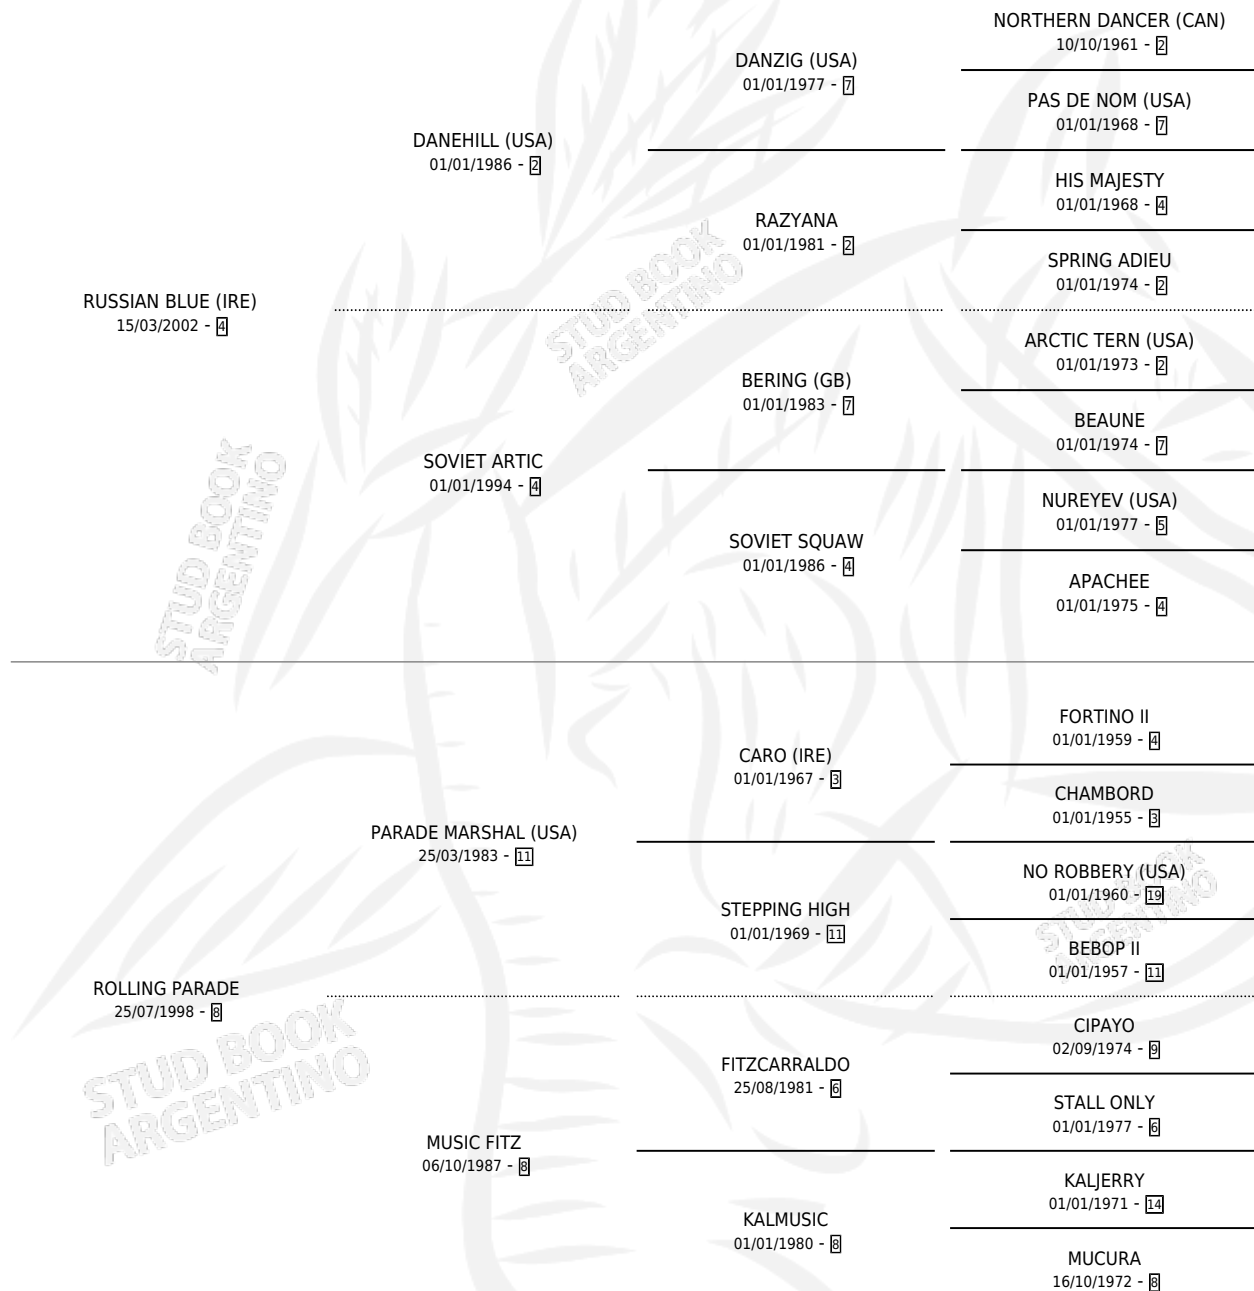 NORTHERN DANCER (CAN)
10/10/1961 - 2
DANZIG (USA)
01/01/1977 - 7
PAS DE NOM (USA)
01/01/1968 - 7
DANEHILL (USA)
01/01/1986 - 2
HIS MAJESTY
01/01/1968 - 4
RAZYANA
01/01/1981 - 2
SPRING ADIEU
01/01/1974 - 2
RUSSIAN BLUE (IRE)
15/03/2002 - 4
ARCTIC TERN (USA)
01/01/1973 - 2
BERING (GB)
01/01/1983 - 7
BEAUNE
01/01/1974 - 7
SOVIET ARTIC
01/01/1994 - 4
NUREYEV (USA)
01/01/1977 - 5
SOVIET SQUAW
01/01/1986 - 4
APACHEE
01/01/1975 - 4
FORTINO II
01/01/1959 - 4
CARO (IRE)
01/01/1967 - 3
CHAMBORD
01/01/1955 - 3
PARADE MARSHAL (USA)
25/03/1983 - 11
NO ROBBERY (USA)
01/01/1960 - 19
STEPPING HIGH
01/01/1969 - 11
BEBOP II
01/01/1957 - 11
ROLLING PARADE
25/07/1998 - 8
CIPAYO
02/09/1974 - 9
FITZCARRALDO
25/08/1981 - 6
STALL ONLY
01/01/1977 - 6
MUSIC FITZ
06/10/1987 - 8
KALJERRY
01/01/1971 - 14
KALMUSIC
01/01/1980 - 8
MUCURA
16/10/1972 - 8
STUD BOOK
ARGENTINO
STUD BOOK
ARGENTINO
STUD BOOK
ARGENTINO
STUD BOOK
ARGENTINO